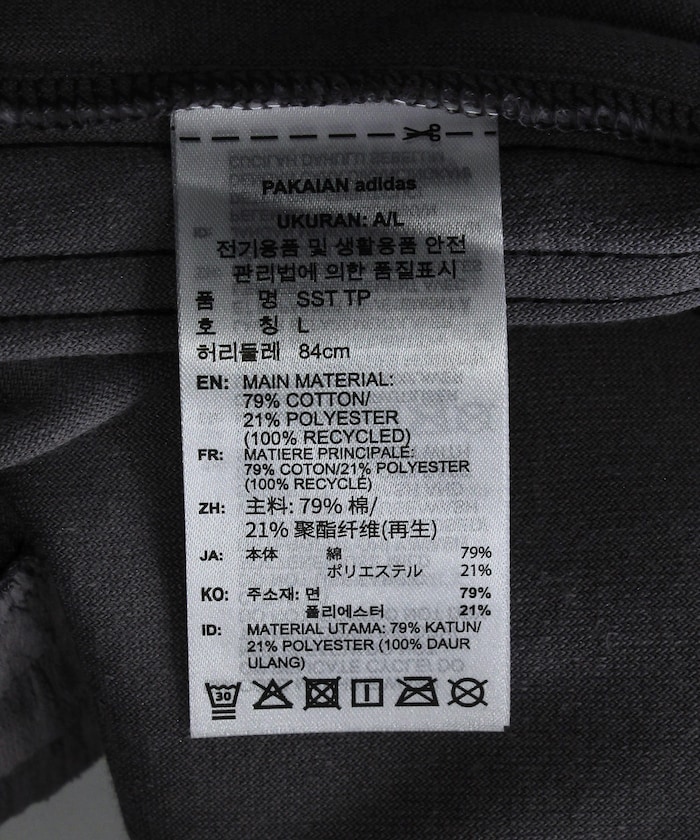 PAKAIAN adidas
UKURAN: A/L
전기용품 및 생활용품 안전
관리법에 의한 품질표시
품 명 SST TP
호 칭 L
허리둘레 84cm
EN: MAIN MATERIAL:
79% COTTON/
21% POLYESTER
(100% RECYCLED)
FR: MATIERE PRINCIPALE:
79% COTON/21% POLYESTER
(100% RECYCLÉ)
ZH: 主料: 79% 棉/
21% 聚酯纤维(再生)
JA: 本体 綿 79%
ポリエステル 21%
KO: 주소재: 면 79%
폴리에스터 21%
ID: MATERIAL UTAMA: 79% KATUN/
21% POLYESTER (100% DAUR
ULANG)
30